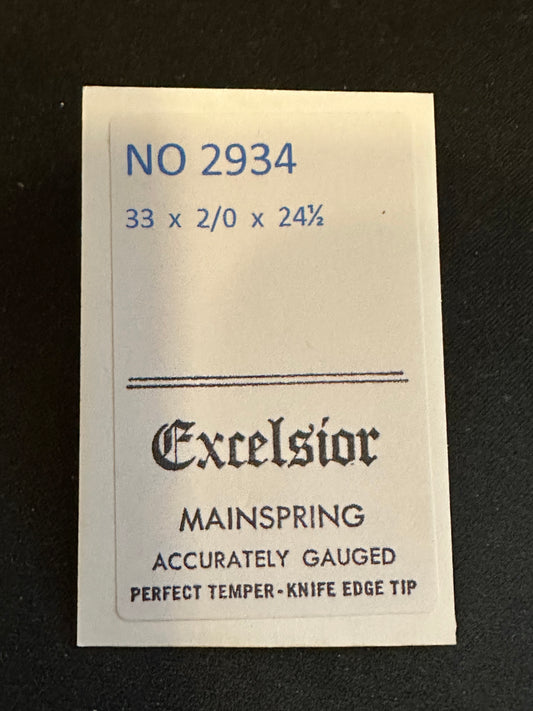 NO 2934
33 x 2/0 x 24½
Excelsior
MAINSPRING
ACCURATELY GAUGED
PERFECT TEMPER-KNIFE EDGE TIP